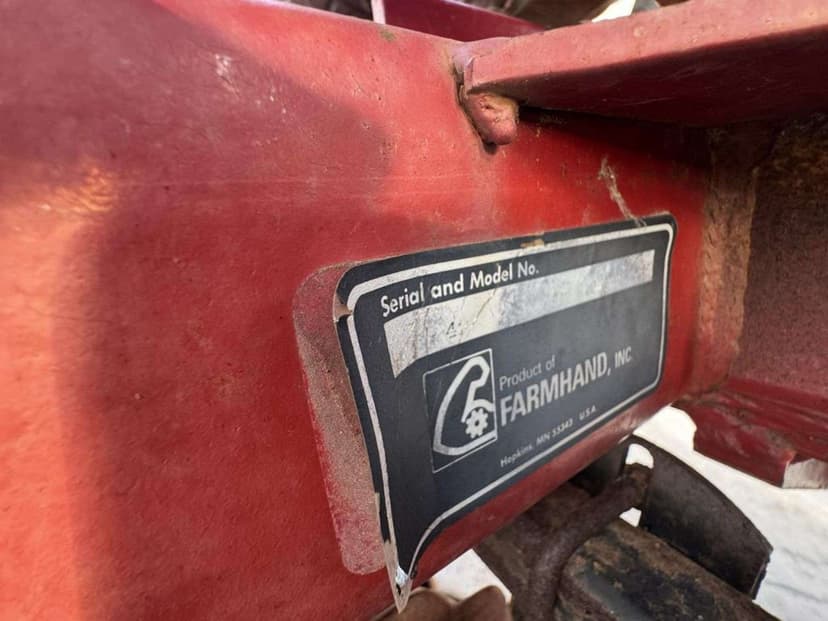 Serial and Model No.
Product of
FARMHAND, INC.
Hopkins, MN 55343 U.S.A.